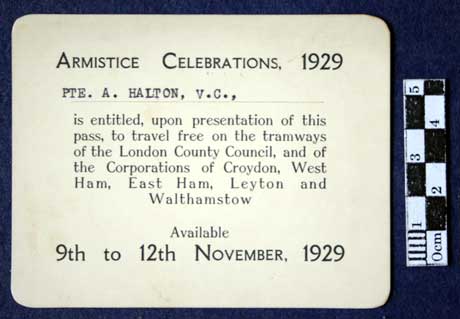 ARMISTICE CELEBRATIONS, 1929
PTE. A. HALTON, V.C.,
is entitled, upon presentation of this
pass, to travel free on the tramways
of the London County Council, and of
the Corporations of Croydon, West
Ham, East Ham, Leyton and
Walthamstow
Available
9th to 12th NOVEMBER, 1929
5
4
3
2
1
0cm